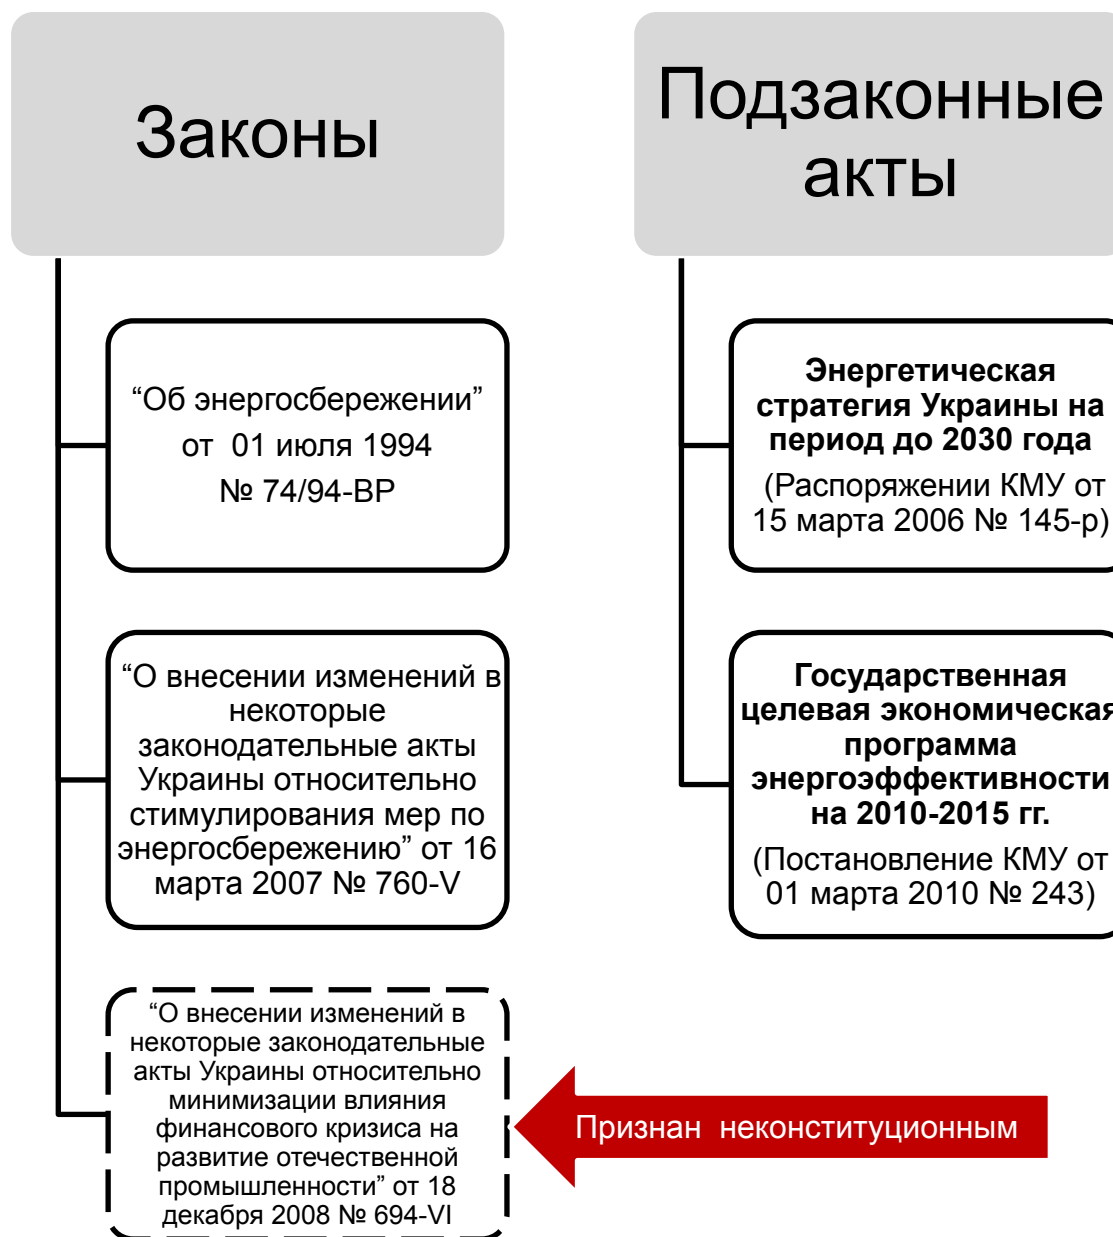 Законы
“Об энергосбережении”
от 01 июля 1994
№ 74/94-ВР
“О внесении изменений в
некоторые
законодательные акты
Украины относительно
стимулирования мер по
энергосбережению” от 16
марта 2007 № 760-V
“О внесении изменений в
некоторые законодательные
акты Украины относительно
минимизации влияния
финансового кризиса на
развитие отечественной
промышленности” от 18
декабря 2008 № 694-VI
Признан неконституционным
Подзаконные
акты
Энергетическая
стратегия Украины на
период до 2030 года
(Распоряжении КМУ от
15 марта 2006 № 145-р)
Государственная
целевая экономическая
программа
энергоэффективности
на 2010-2015 гг.
(Постановление КМУ от
01 марта 2010 № 243)